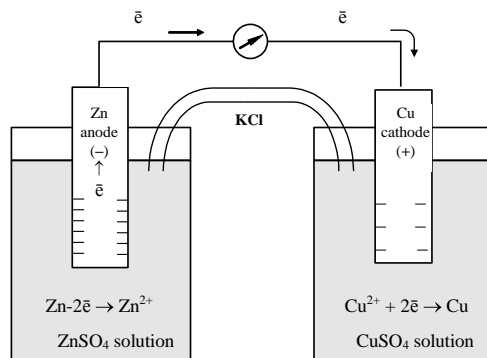 ē ē
Zn
anode
(–)
ē
KCl
Cu
cathode
(+)
Zn-2ē → Zn²⁺
ZnSO₄ solution
Cu²⁺ + 2ē → Cu
CuSO₄ solution